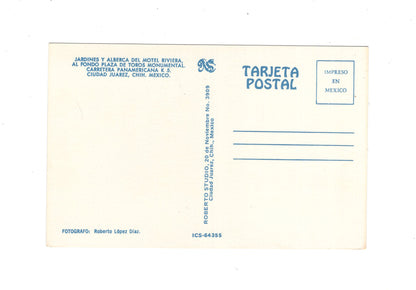 JARDINES Y ALBERCA DEL MOTEL RIVIERA,
AL FONDO PLAZA DE TOROS MONUMENTAL.
CARRETERA PANAMERICANA K 5.
CIUDAD JUAREZ, CHIH. MEXICO.
TARJETA
POSTAL
IMPRESO
EN
MEXICO
ROBERTO STUDIO, 20 de Noviembre No. 3909
Ciudad Juarez, Chih., Mexico
FOTOGRAFO: Roberto López Díaz.
ICS-64355